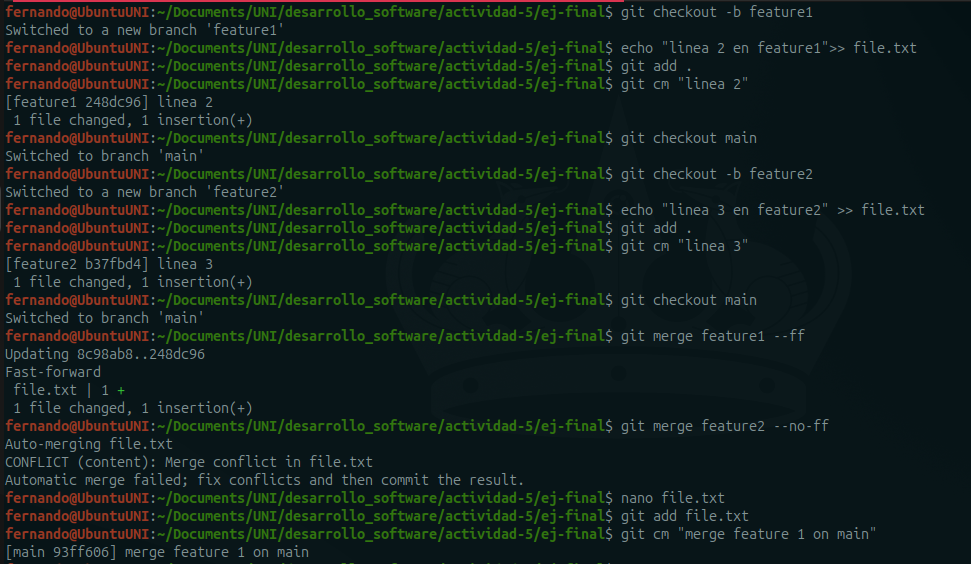 fernando@UbuntuUNI:~/Documents/UNI/desarrollo_software/actividad-5/ej-final$ git checkout -b feature1
Switched to a new branch 'feature1'
fernando@UbuntuUNI:~/Documents/UNI/desarrollo_software/actividad-5/ej-final$ echo "linea 2 en feature1">> file.txt
fernando@UbuntuUNI:~/Documents/UNI/desarrollo_software/actividad-5/ej-final$ git add .
fernando@UbuntuUNI:~/Documents/UNI/desarrollo_software/actividad-5/ej-final$ git cm "linea 2"
[feature1 248dc96] linea 2
 1 file changed, 1 insertion(+)
fernando@UbuntuUNI:~/Documents/UNI/desarrollo_software/actividad-5/ej-final$ git checkout main
Switched to branch 'main'
fernando@UbuntuUNI:~/Documents/UNI/desarrollo_software/actividad-5/ej-final$ git checkout -b feature2
Switched to a new branch 'feature2'
fernando@UbuntuUNI:~/Documents/UNI/desarrollo_software/actividad-5/ej-final$ echo "linea 3 en feature2" >> file.txt
fernando@UbuntuUNI:~/Documents/UNI/desarrollo_software/actividad-5/ej-final$ git add .
fernando@UbuntuUNI:~/Documents/UNI/desarrollo_software/actividad-5/ej-final$ git cm "linea 3"
[feature2 b37fbd4] linea 3
 1 file changed, 1 insertion(+)
fernando@UbuntuUNI:~/Documents/UNI/desarrollo_software/actividad-5/ej-final$ git checkout main
Switched to branch 'main'
fernando@UbuntuUNI:~/Documents/UNI/desarrollo_software/actividad-5/ej-final$ git merge feature1 --ff
Updating 8c98ab8..248dc96
Fast-forward
 file.txt | 1 +
 1 file changed, 1 insertion(+)
fernando@UbuntuUNI:~/Documents/UNI/desarrollo_software/actividad-5/ej-final$ git merge feature2 --no-ff
Auto-merging file.txt
CONFLICT (content): Merge conflict in file.txt
Automatic merge failed; fix conflicts and then commit the result.
fernando@UbuntuUNI:~/Documents/UNI/desarrollo_software/actividad-5/ej-final$ nano file.txt
fernando@UbuntuUNI:~/Documents/UNI/desarrollo_software/actividad-5/ej-final$ git add file.txt
fernando@UbuntuUNI:~/Documents/UNI/desarrollo_software/actividad-5/ej-final$ git cm "merge feature 1 on main"
[main 93ff606] merge feature 1 on main